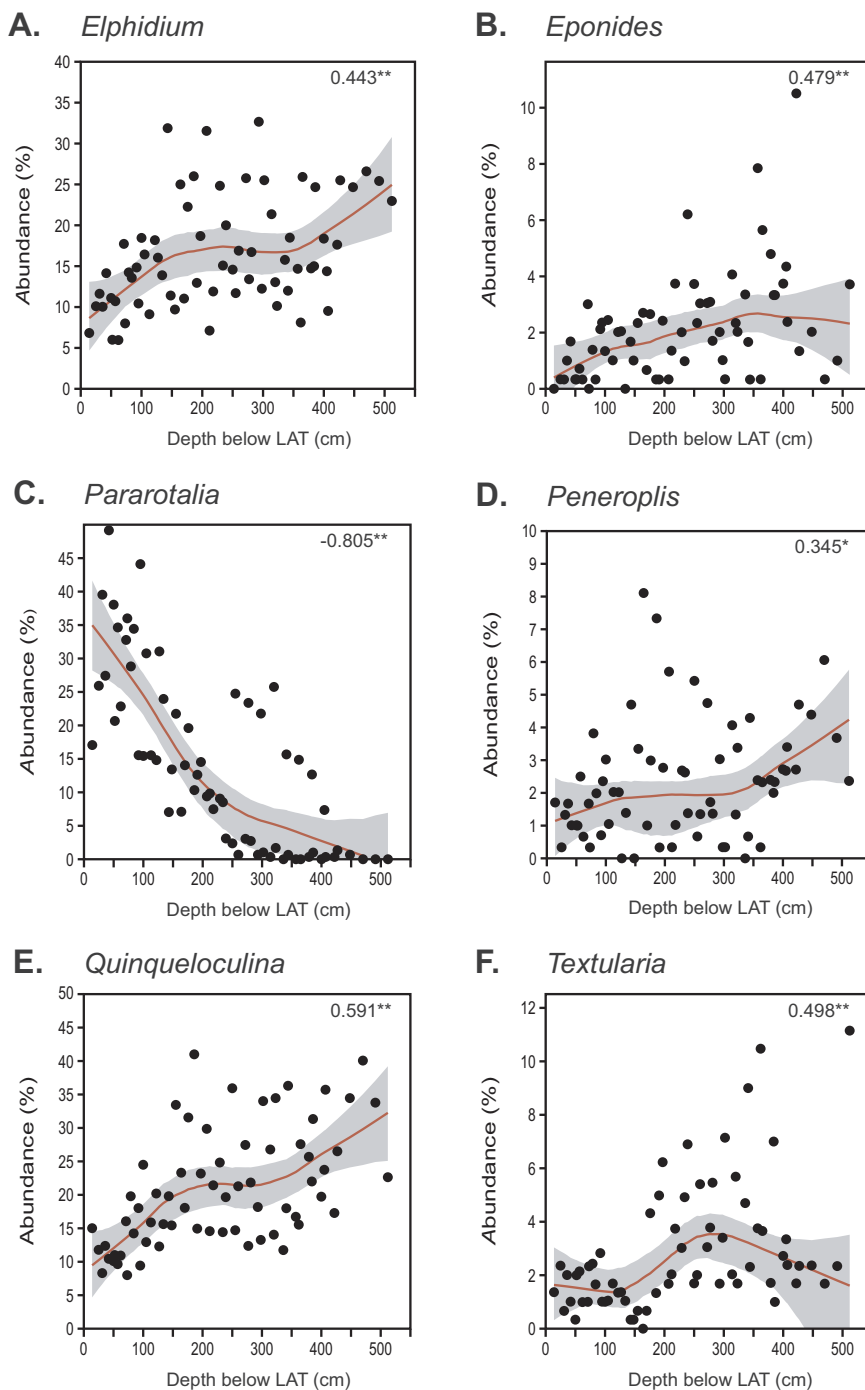 A. Elphidium
0.443**
Abundance (%)
40
35
30
25
20
15
10
5
0
0 100 200 300 400 500
Depth below LAT (cm)
B. Eponides
0.479**
Abundance (%)
10
8
6
4
2
0
0 100 200 300 400 500
Depth below LAT (cm)
C. Pararotalia
-0.805**
Abundance (%)
45
40
35
30
25
20
15
10
5
0
0 100 200 300 400 500
Depth below LAT (cm)
D. Peneroplis
0.345*
Abundance (%)
10
9
8
7
6
5
4
3
2
1
0
0 100 200 300 400 500
Depth below LAT (cm)
E. Quinqueloculina
0.591**
Abundance (%)
50
45
40
35
30
25
20
15
10
5
0
0 100 200 300 400 500
Depth below LAT (cm)
F. Textularia
0.498**
Abundance (%)
12
10
8
6
4
2
0
0 100 200 300 400 500
Depth below LAT (cm)